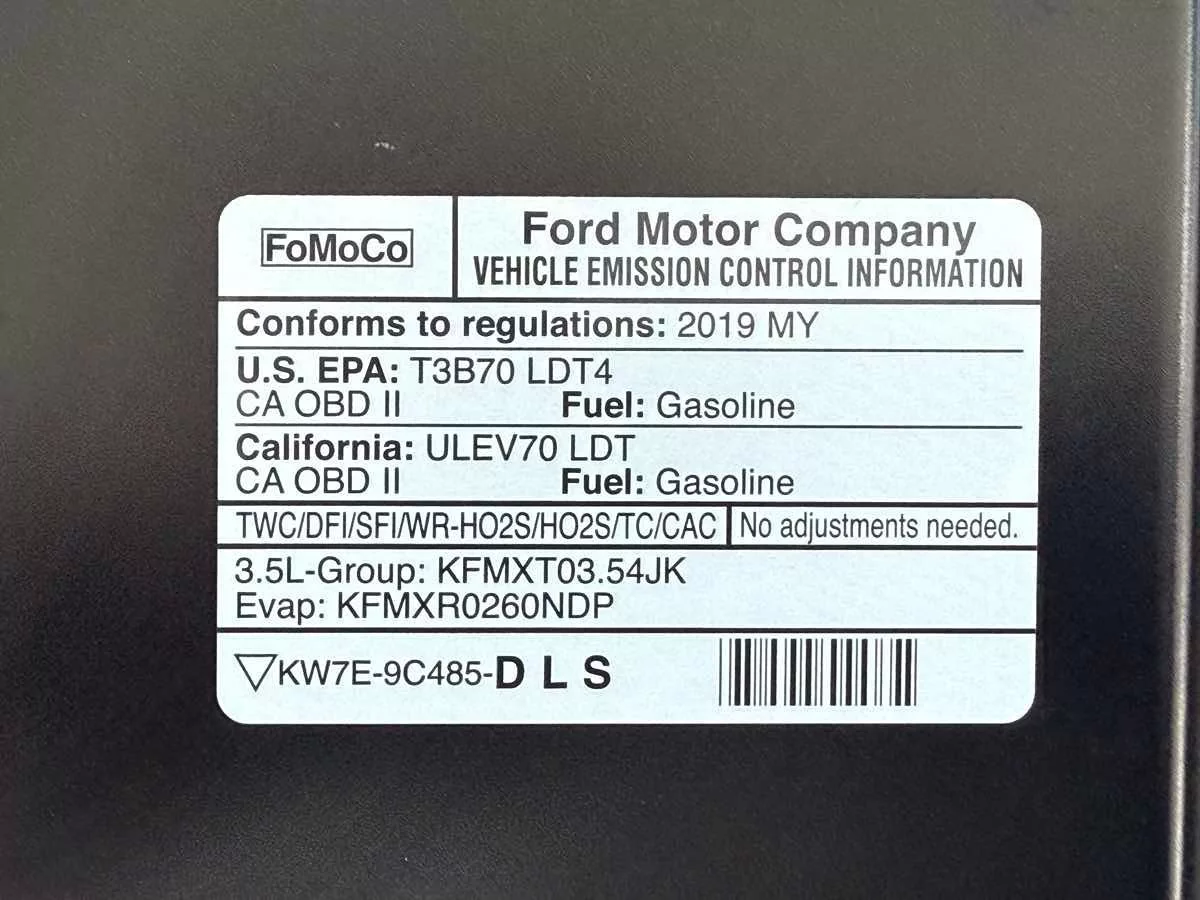 FoMoCo
Ford Motor Company
VEHICLE EMISSION CONTROL INFORMATION
Conforms to regulations: 2019 MY
U.S. EPA: T3B70 LDT4
CA OBD II Fuel: Gasoline
California: ULEV70 LDT
CA OBD II Fuel: Gasoline
TWC/DFI/SFI/WR-HO2S/HO2S/TC/CAC No adjustments needed.
3.5L-Group: KFMXT03.54JK
Evap: KFMXR0260NDP
▽KW7E-9C485-D L S